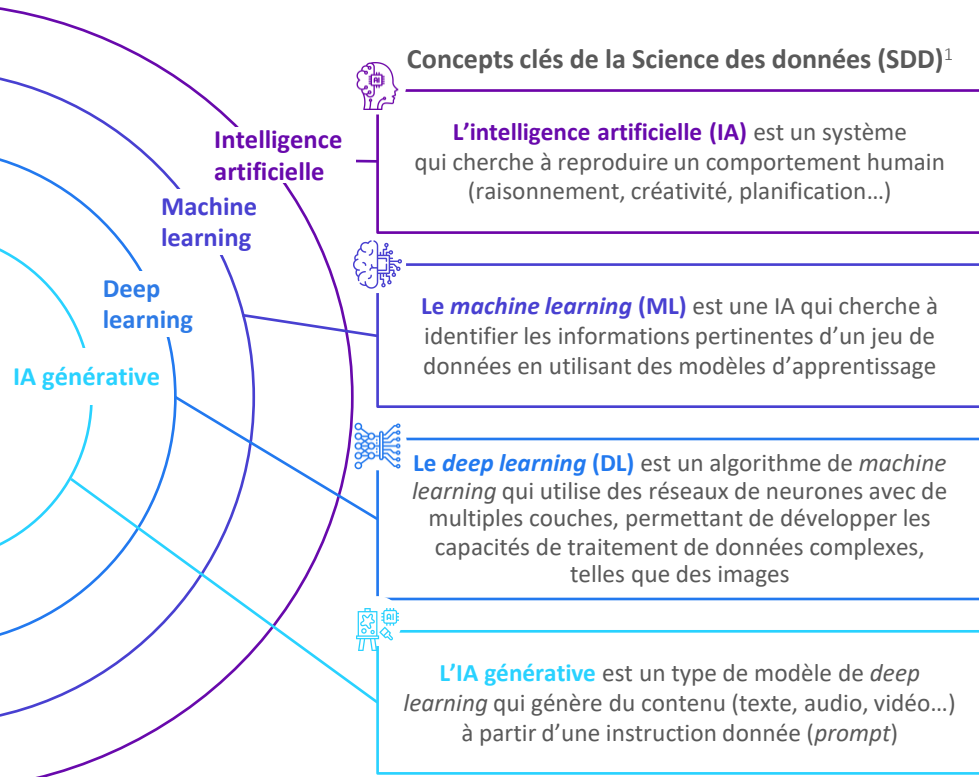 Concepts clés de la Science des données (SDD)¹
Intelligence
artificielle
L’intelligence artificielle (IA) est un système
qui cherche à reproduire un comportement humain
(raisonnement, créativité, planification…)
Machine
learning
Le machine learning (ML) est une IA qui cherche à
identifier les informations pertinentes d’un jeu de
données en utilisant des modèles d’apprentissage
Deep
learning
Le deep learning (DL) est un algorithme de machine
learning qui utilise des réseaux de neurones avec de
multiples couches, permettant de développer les
capacités de traitement de données complexes,
telles que des images
IA générative
L’IA générative est un type de modèle de deep
learning qui génère du contenu (texte, audio, vidéo…)
à partir d’une instruction donnée (prompt)